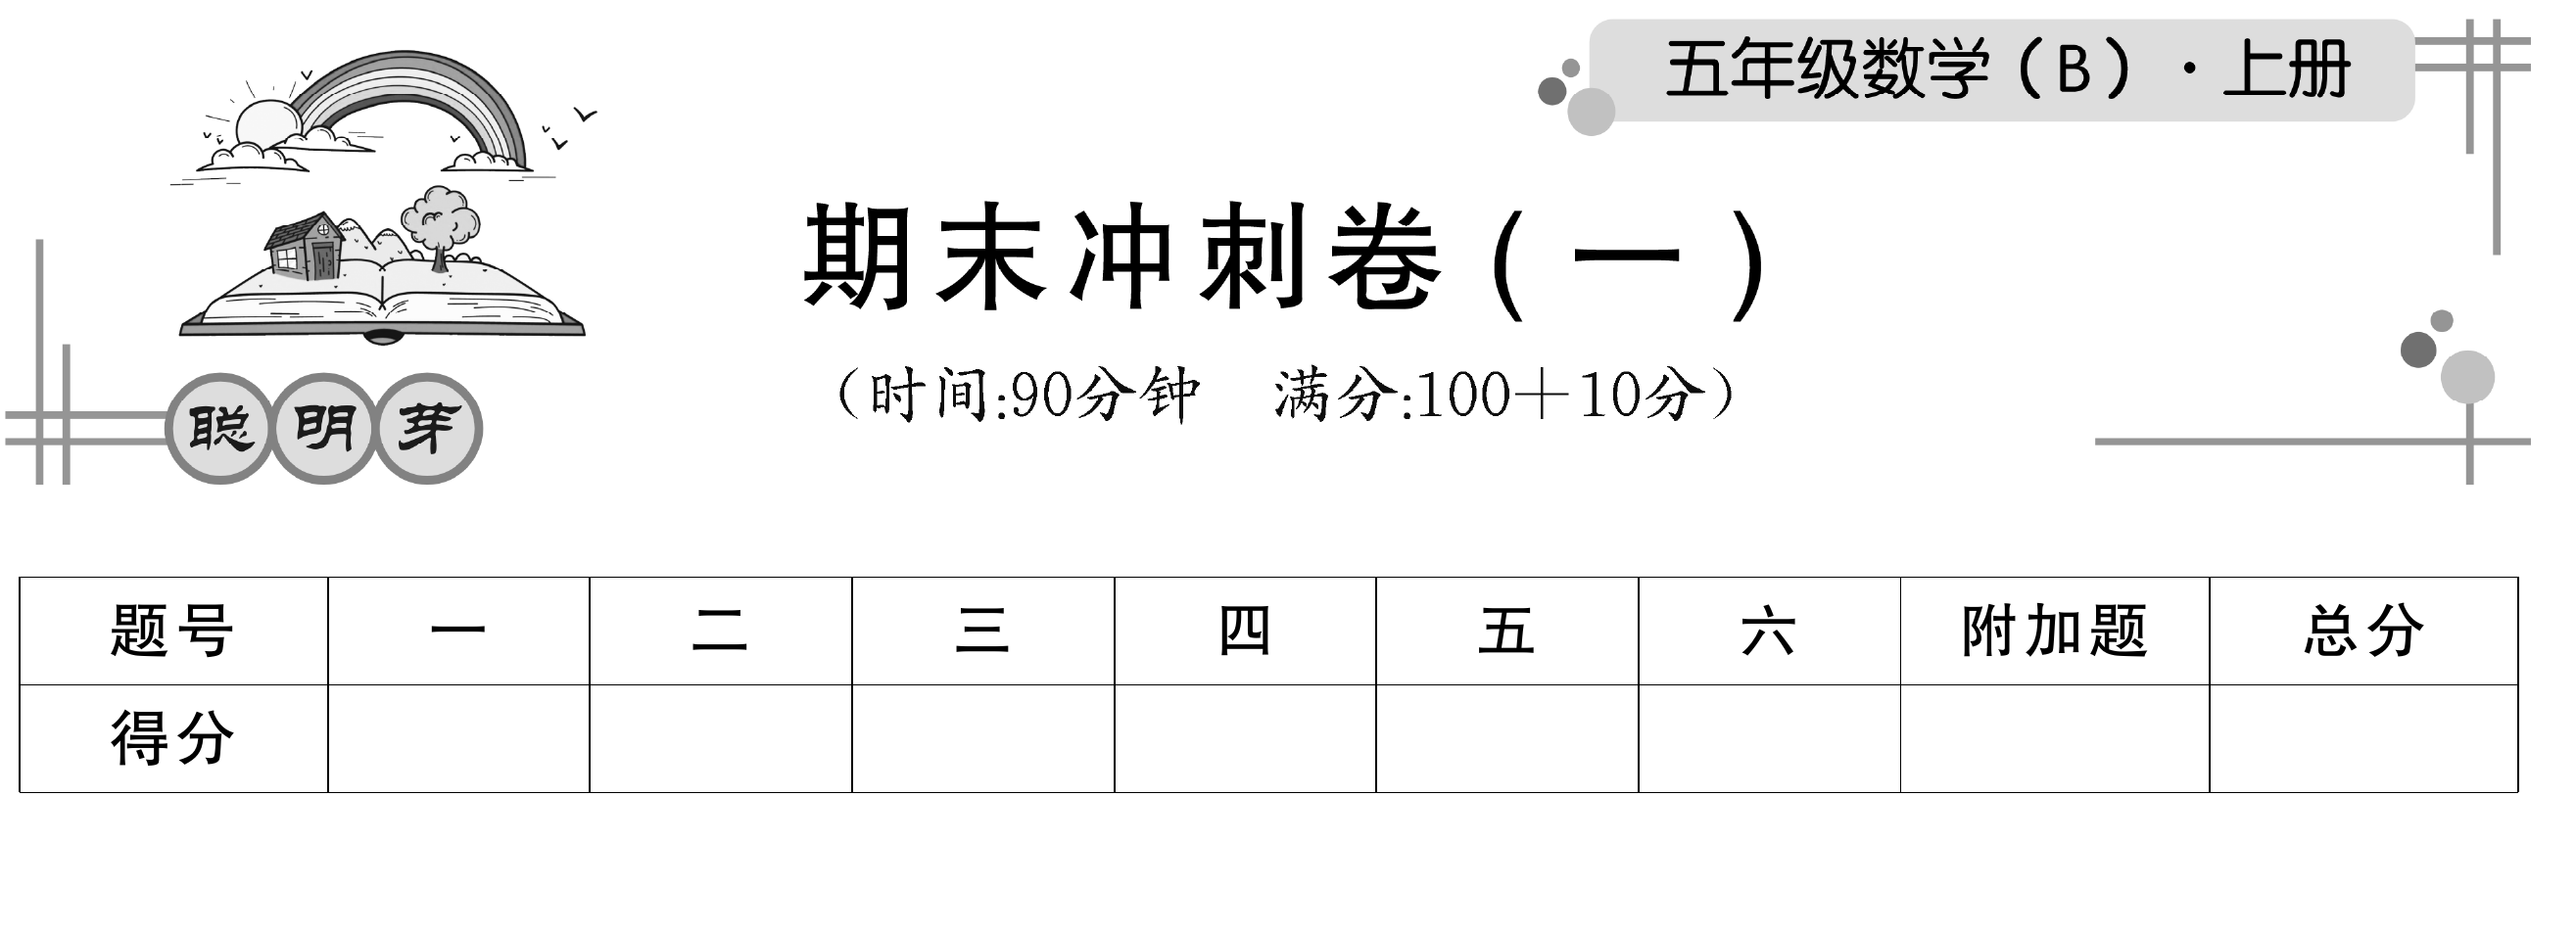 五年级数学(B)·上册
期末冲刺卷(一)
(时间:90分钟 满分:100+10分)
聪明芽
题号 一 二 三 四 五 六 附加题 总分
得分